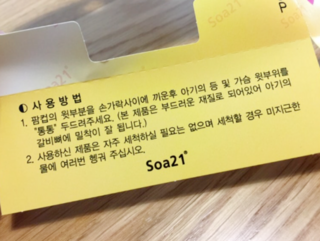 Soa21
P
◐ 사 용 방 법
1. 팜컵의 윗부분을 손가락사이에 끼운후 아기의 등 및 가슴 윗부위를
"통통" 두드려주세요. (본 제품은 부드러운 재질로 되어있어 아기의
갈비뼈에 밀착이 잘 됩니다.)
2. 사용하신 제품은 자주 세척하실 필요는 없으며 세척할 경우 미지근한
물에 여러번 헹궈 주십시오.
Soa21®